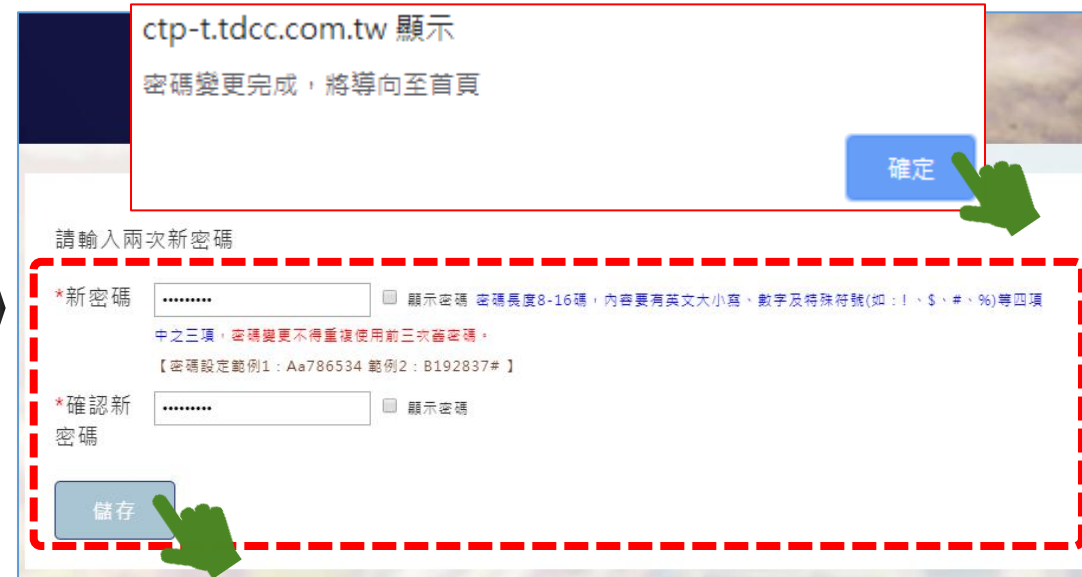 ctp-t.tdcc.com.tw 顯示
密碼變更完成，將導向至首頁
確定
請輸入兩次新密碼
*新密碼 ••••••••• 顯示密碼 密碼長度8-16碼，內容要有英文大小寫、數字及特殊符號(如：!、$、#、%)等四項
中之三項，密碼變更不得重複使用前三次舊密碼。
【密碼設定範例1：Aa786534 範例2：B192837# 】
*確認新 ••••••••• 顯示密碼
密碼
儲存